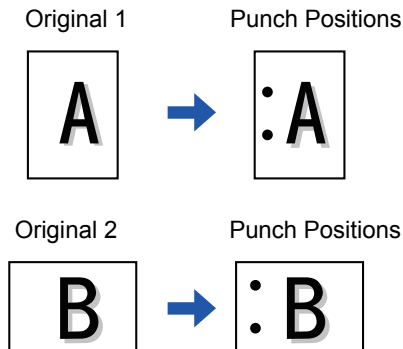 Original 1 Punch Positions
A A
Original 2 Punch Positions
B B